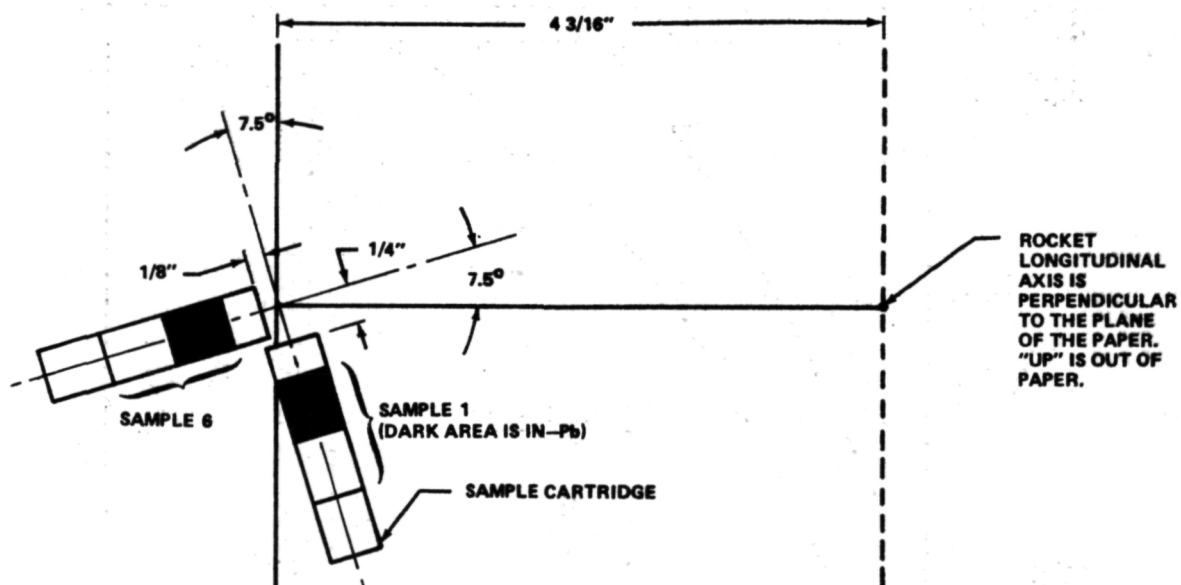 4 3/16"
7.5°
1/4"
1/8"
7.5°
ROCKET
LONGITUDINAL
AXIS IS
PERPENDICULAR
TO THE PLANE
OF THE PAPER.
"UP" IS OUT OF
PAPER.
SAMPLE 6
SAMPLE 1
(DARK AREA IS IN–Pb)
SAMPLE CARTRIDGE